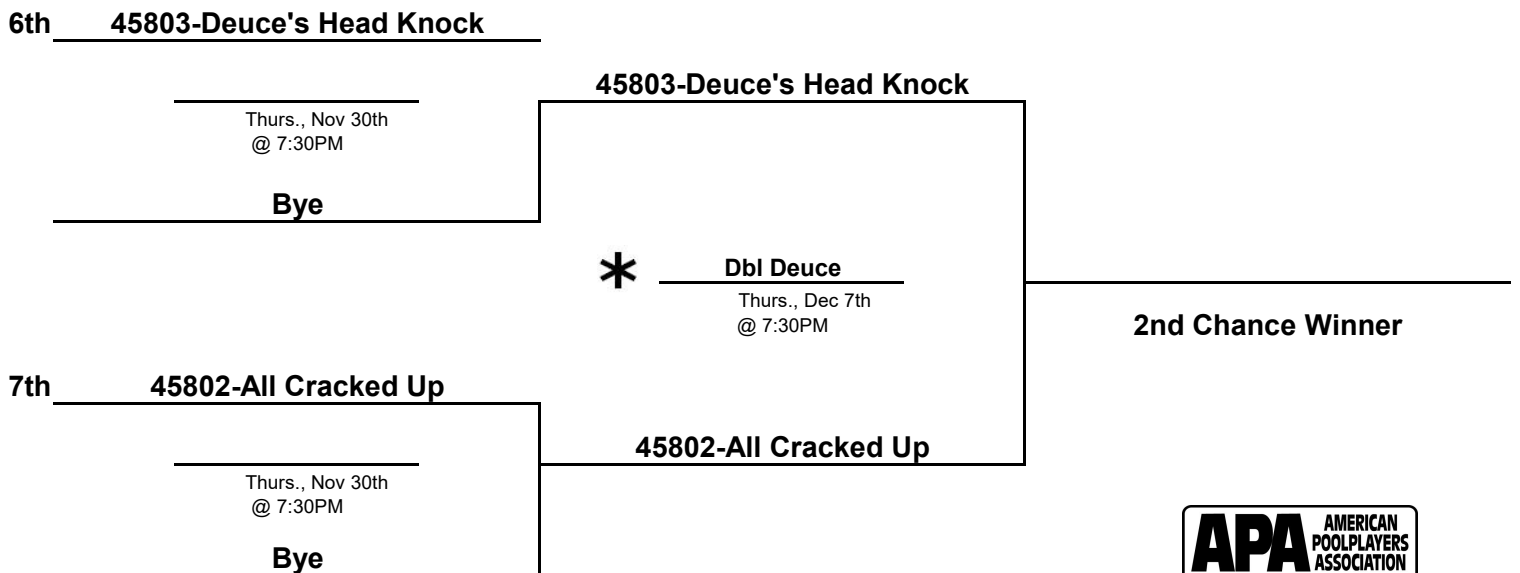 6th 45803-Deuce's Head Knock
45803-Deuce's Head Knock
Thurs., Nov 30th
@ 7:30PM
Bye
* Dbl Deuce
Thurs., Dec 7th
@ 7:30PM
2nd Chance Winner
7th 45802-All Cracked Up
45802-All Cracked Up
Thurs., Nov 30th
@ 7:30PM
Bye
APA AMERICAN
POOLPLAYERS
ASSOCIATION